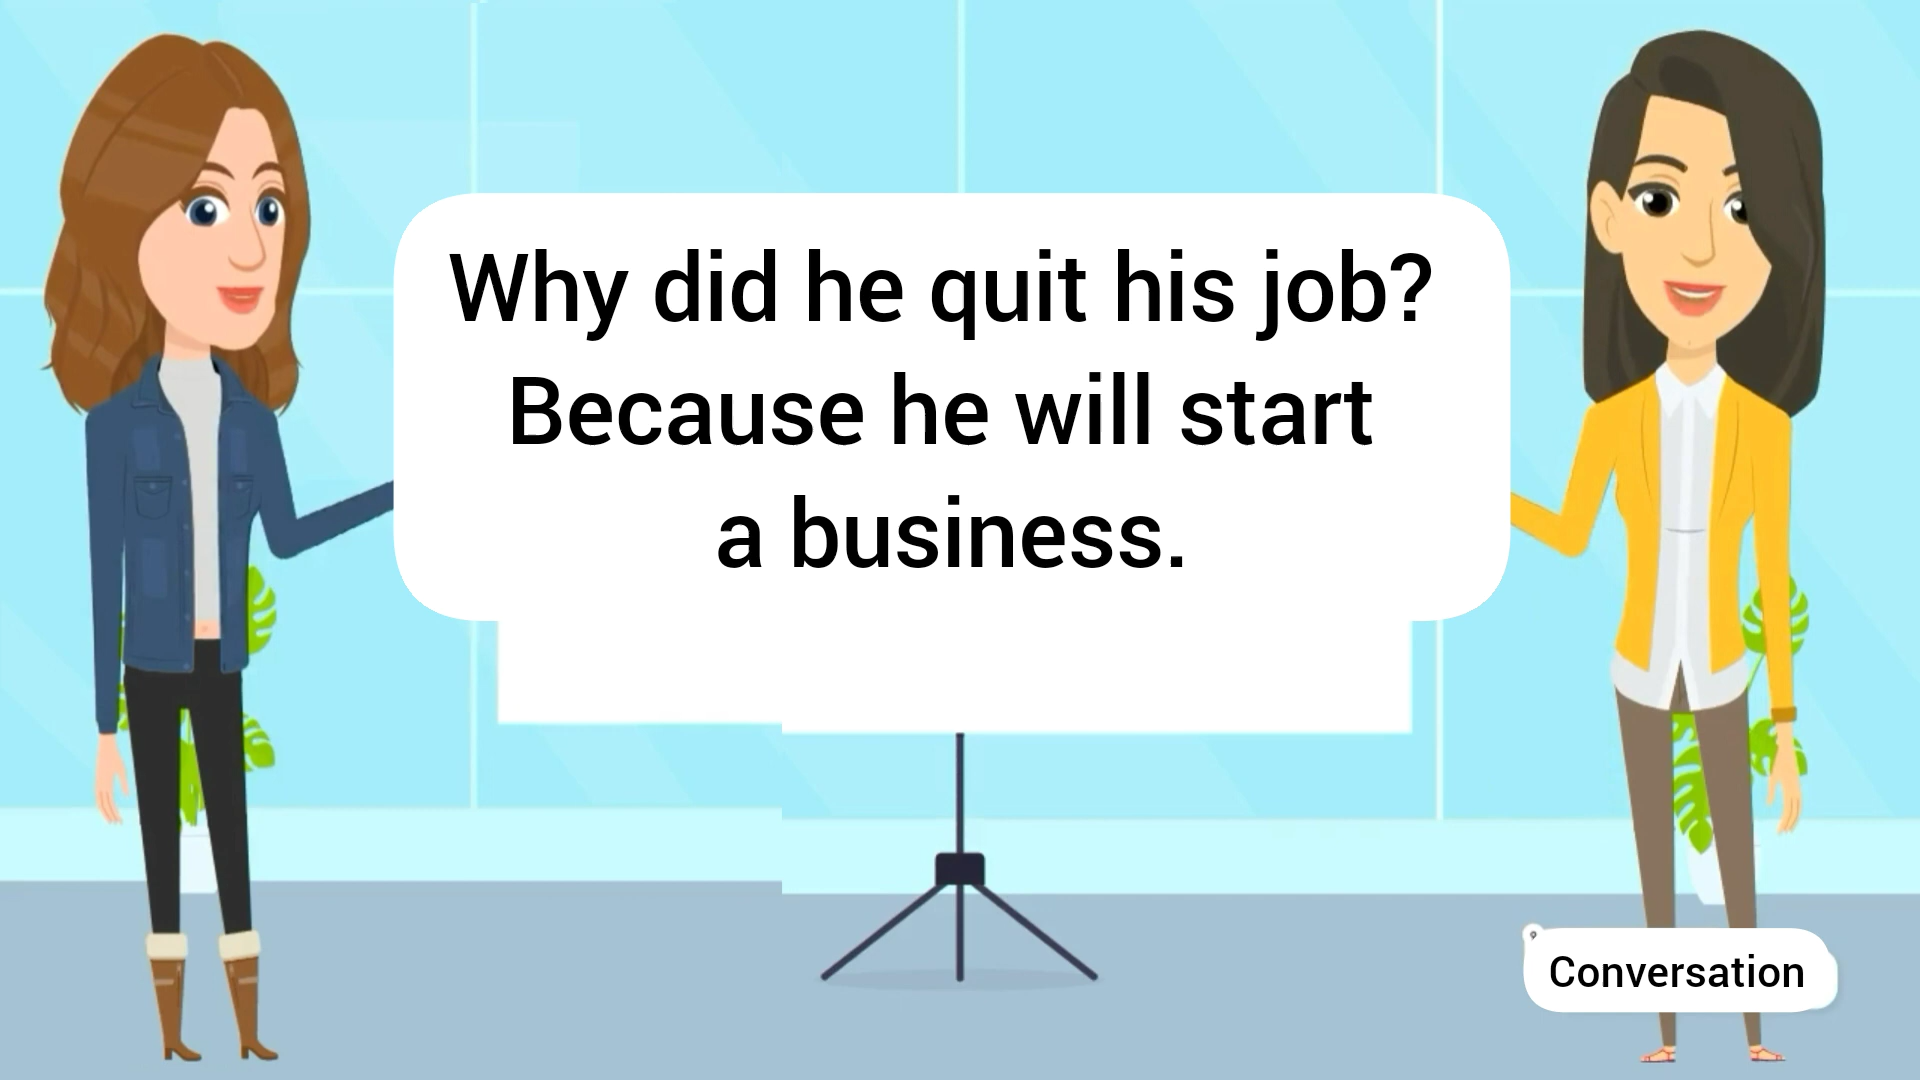 Why did he quit his job?
Because he will start
a business.
Conversation